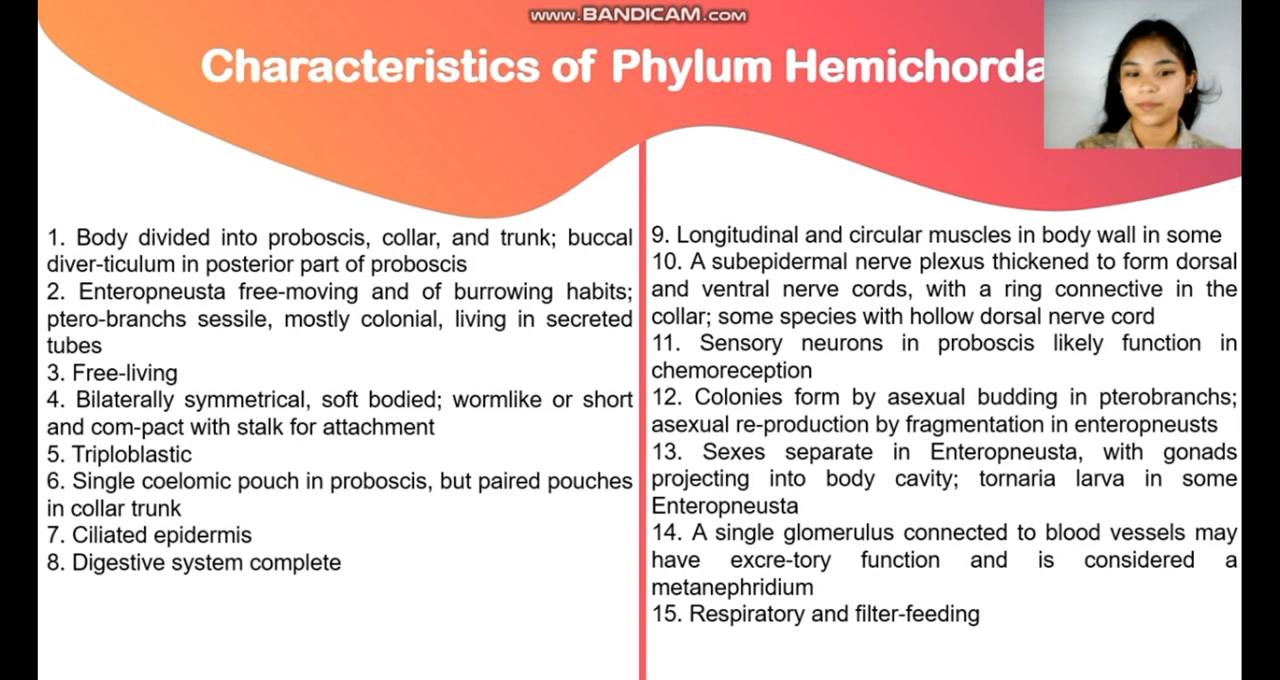 www.BANDICAM.com
Characteristics of Phylum Hemichorda
1. Body divided into proboscis, collar, and trunk; buccal
diver-ticulum in posterior part of proboscis
2. Enteropneusta free-moving and of burrowing habits;
ptero-branchs sessile, mostly colonial, living in secreted
tubes
3. Free-living
4. Bilaterally symmetrical, soft bodied; wormlike or short
and com-pact with stalk for attachment
5. Triploblastic
6. Single coelomic pouch in proboscis, but paired pouches
in collar trunk
7. Ciliated epidermis
8. Digestive system complete
9. Longitudinal and circular muscles in body wall in some
10. A subepidermal nerve plexus thickened to form dorsal
and ventral nerve cords, with a ring connective in the
collar; some species with hollow dorsal nerve cord
11. Sensory neurons in proboscis likely function in
chemoreception
12. Colonies form by asexual budding in pterobranchs;
asexual re-production by fragmentation in enteropneusts
13. Sexes separate in Enteropneusta, with gonads
projecting into body cavity; tornaria larva in some
Enteropneusta
14. A single glomerulus connected to blood vessels may
have excre-tory function and is considered a
metanephridium
15. Respiratory and filter-feeding